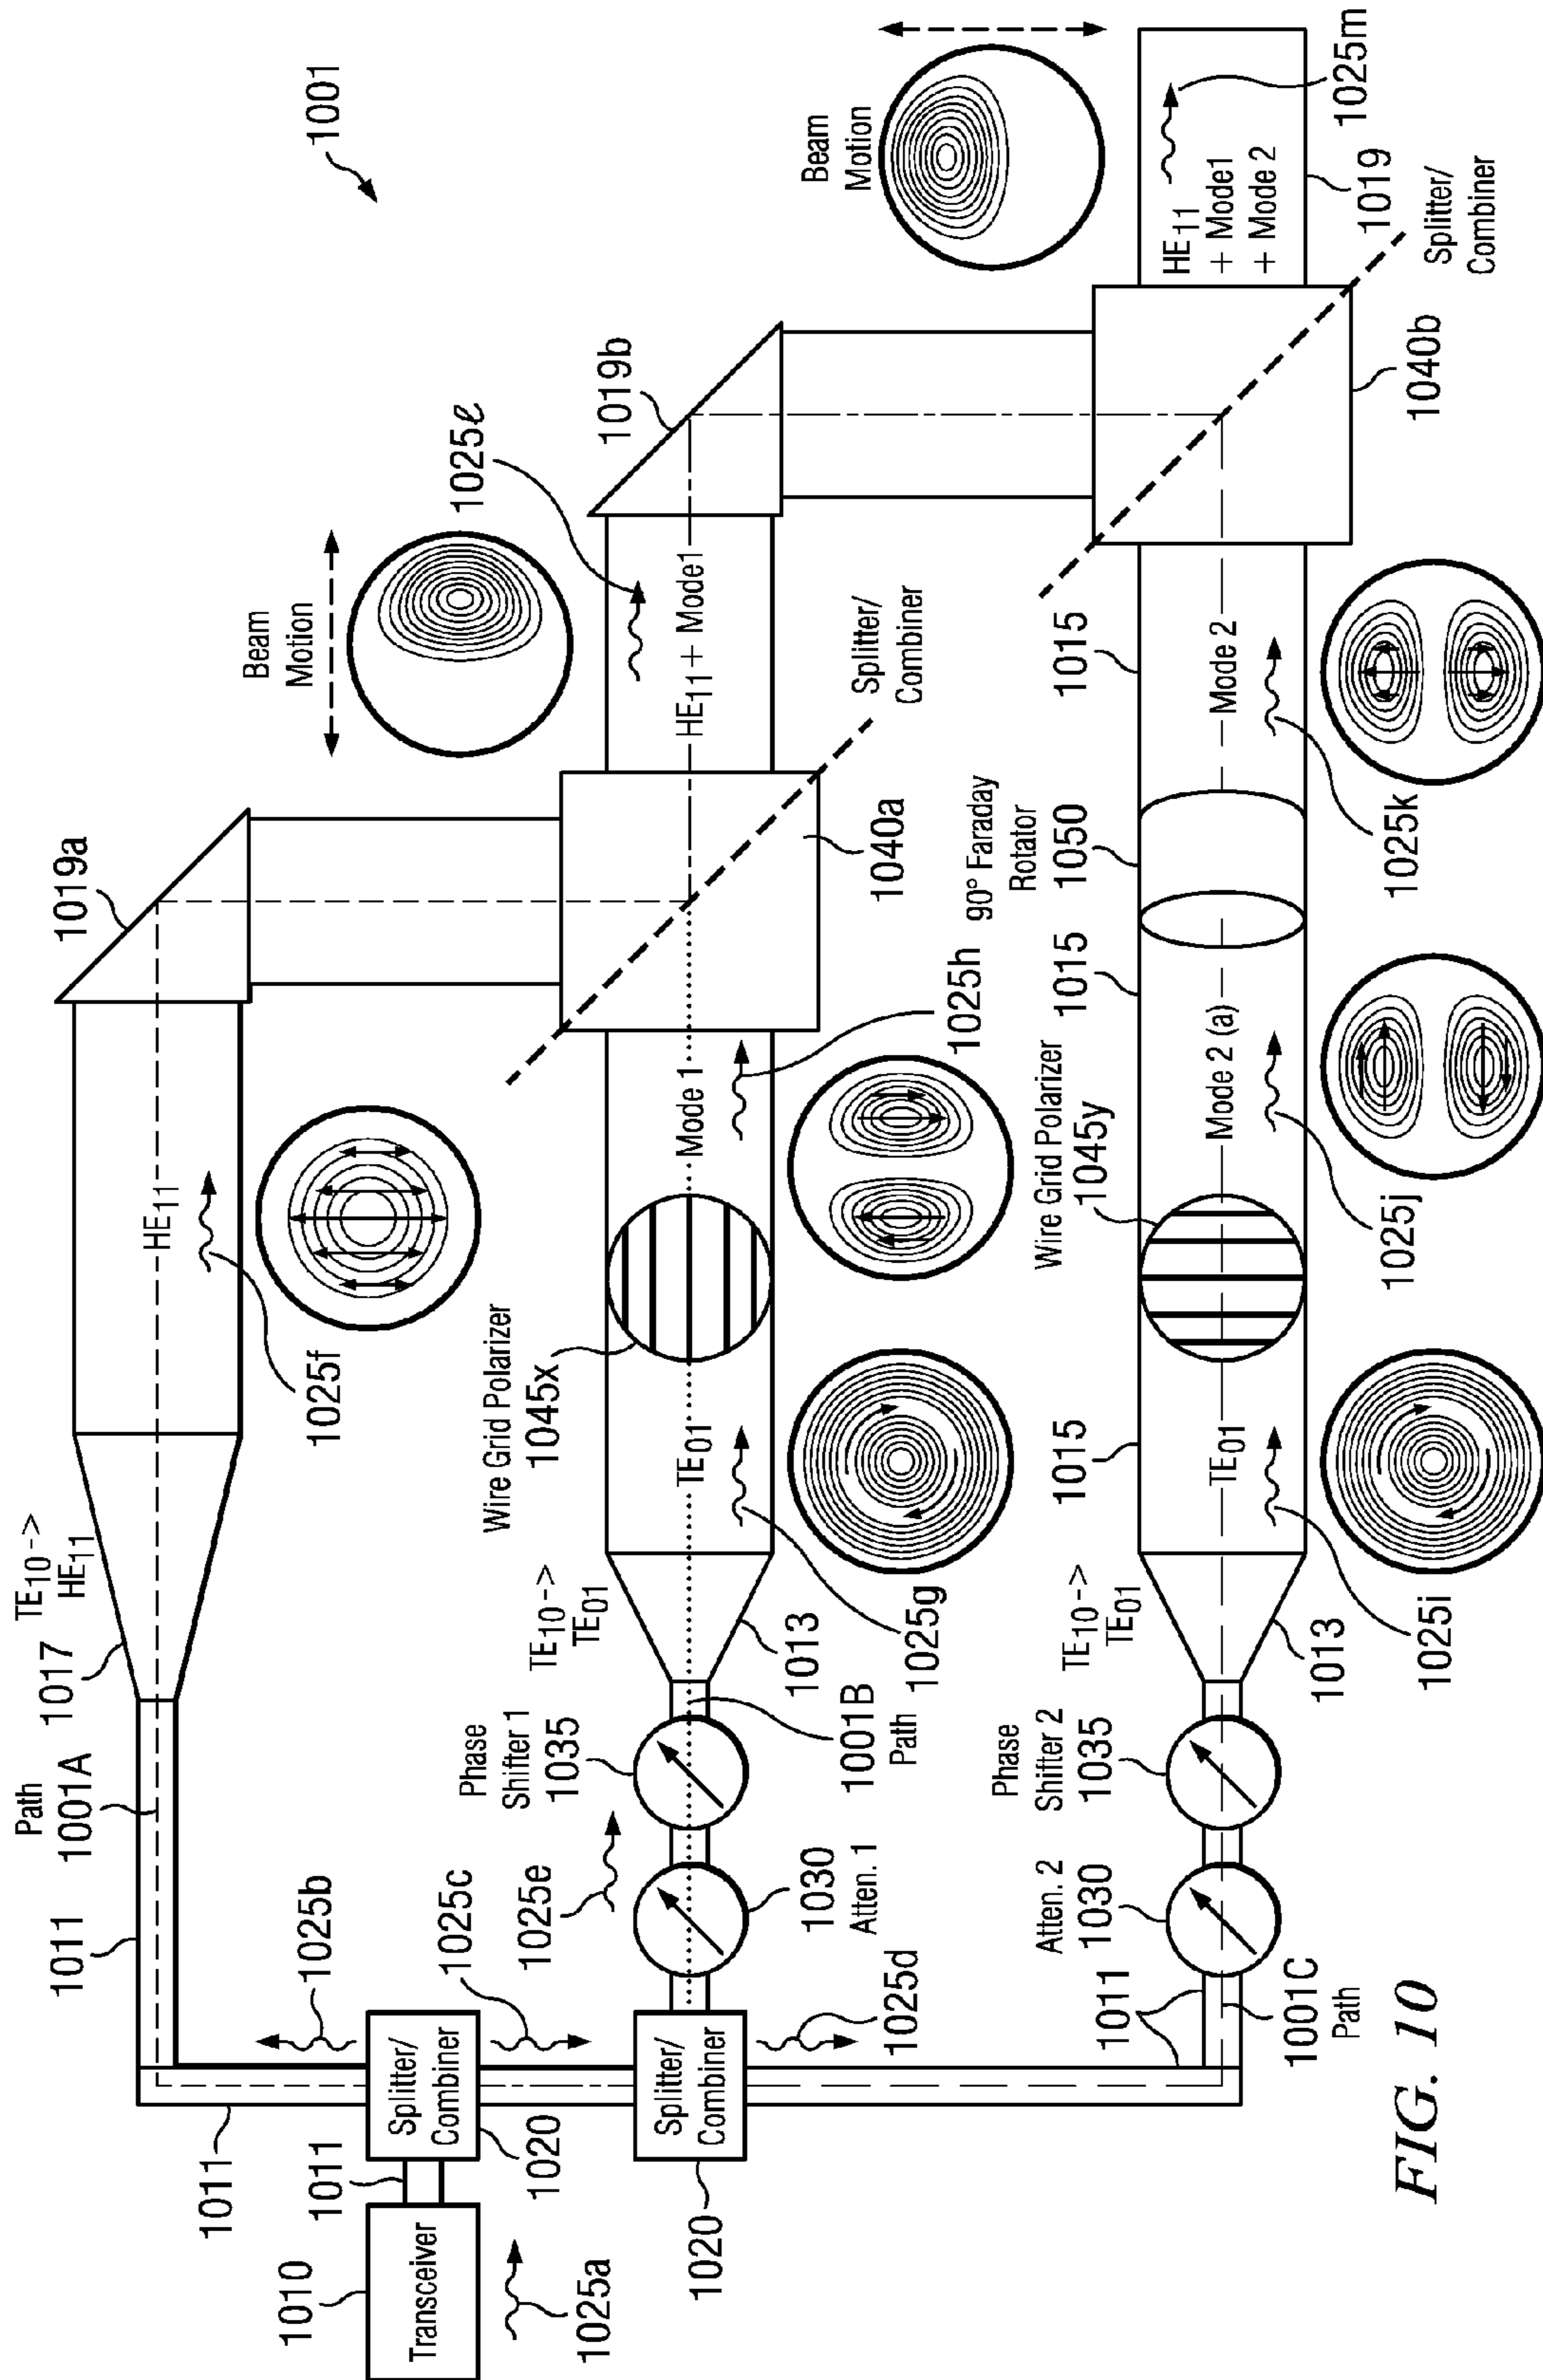 1001
Path
1001A
1011
1017
TE10->
HE11
HE11
1025f
1019a
Beam
Motion
1025ℓ
1019b
Beam
Motion
1011
1025b
1010
Transceiver
1025a
1011
Splitter/
Combiner
1020
1025c
Splitter/
Combiner
1020
1025d
1025e
1030
Atten. 1
Phase
Shifter 1
1035
1001B
Path
1013
TE10->
TE01
TE01
1025g
Wire Grid Polarizer
1045x
Mode 1
1025h
1040a
Splitter/
Combiner
HE11 + Mode1
1011
1001C
Path
Atten. 2
1030
Phase
Shifter 2
1035
1013
TE10->
TE01
1015
TE01
1025i
Wire Grid Polarizer
1045y
Mode 2 (a)
1025j
1015
90° Faraday
Rotator
1050
1015
Mode 2
1025k
1040b
Splitter/
Combiner
HE11
+ Mode1
+ Mode 2
1019
1025m
FIG. 10